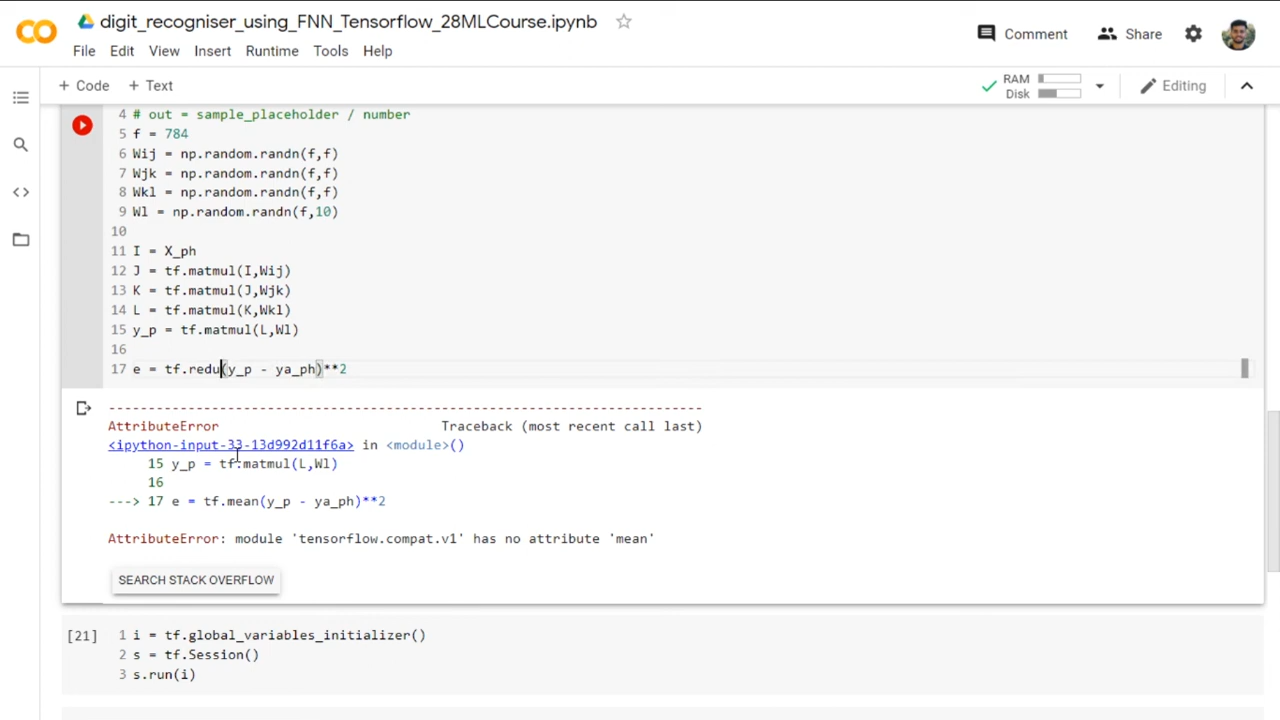 digit_recogniser_using_FNN_Tensorflow_28MLCourse.ipynb
File Edit View Insert Runtime Tools Help
Comment Share
+ Code + Text
RAM
Disk
Editing
4 # out = sample_placeholder / number
5 f = 784
6 Wij = np.random.randn(f,f)
7 Wjk = np.random.randn(f,f)
8 Wkl = np.random.randn(f,f)
9 Wl = np.random.randn(f,10)
10
11 I = X_ph
12 J = tf.matmul(I,Wij)
13 K = tf.matmul(J,Wjk)
14 L = tf.matmul(K,Wkl)
15 y_p = tf.matmul(L,Wl)
16
17 e = tf.redu(y_p - ya_ph)**2
---------------------------------------------------------------------------
AttributeError Traceback (most recent call last)
<ipython-input-33-13d992d11f6a> in <module>()
15 y_p = tf.matmul(L,Wl)
16
---> 17 e = tf.mean(y_p - ya_ph)**2
AttributeError: module 'tensorflow.compat.v1' has no attribute 'mean'
SEARCH STACK OVERFLOW
[21] 1 i = tf.global_variables_initializer()
2 s = tf.Session()
3 s.run(i)